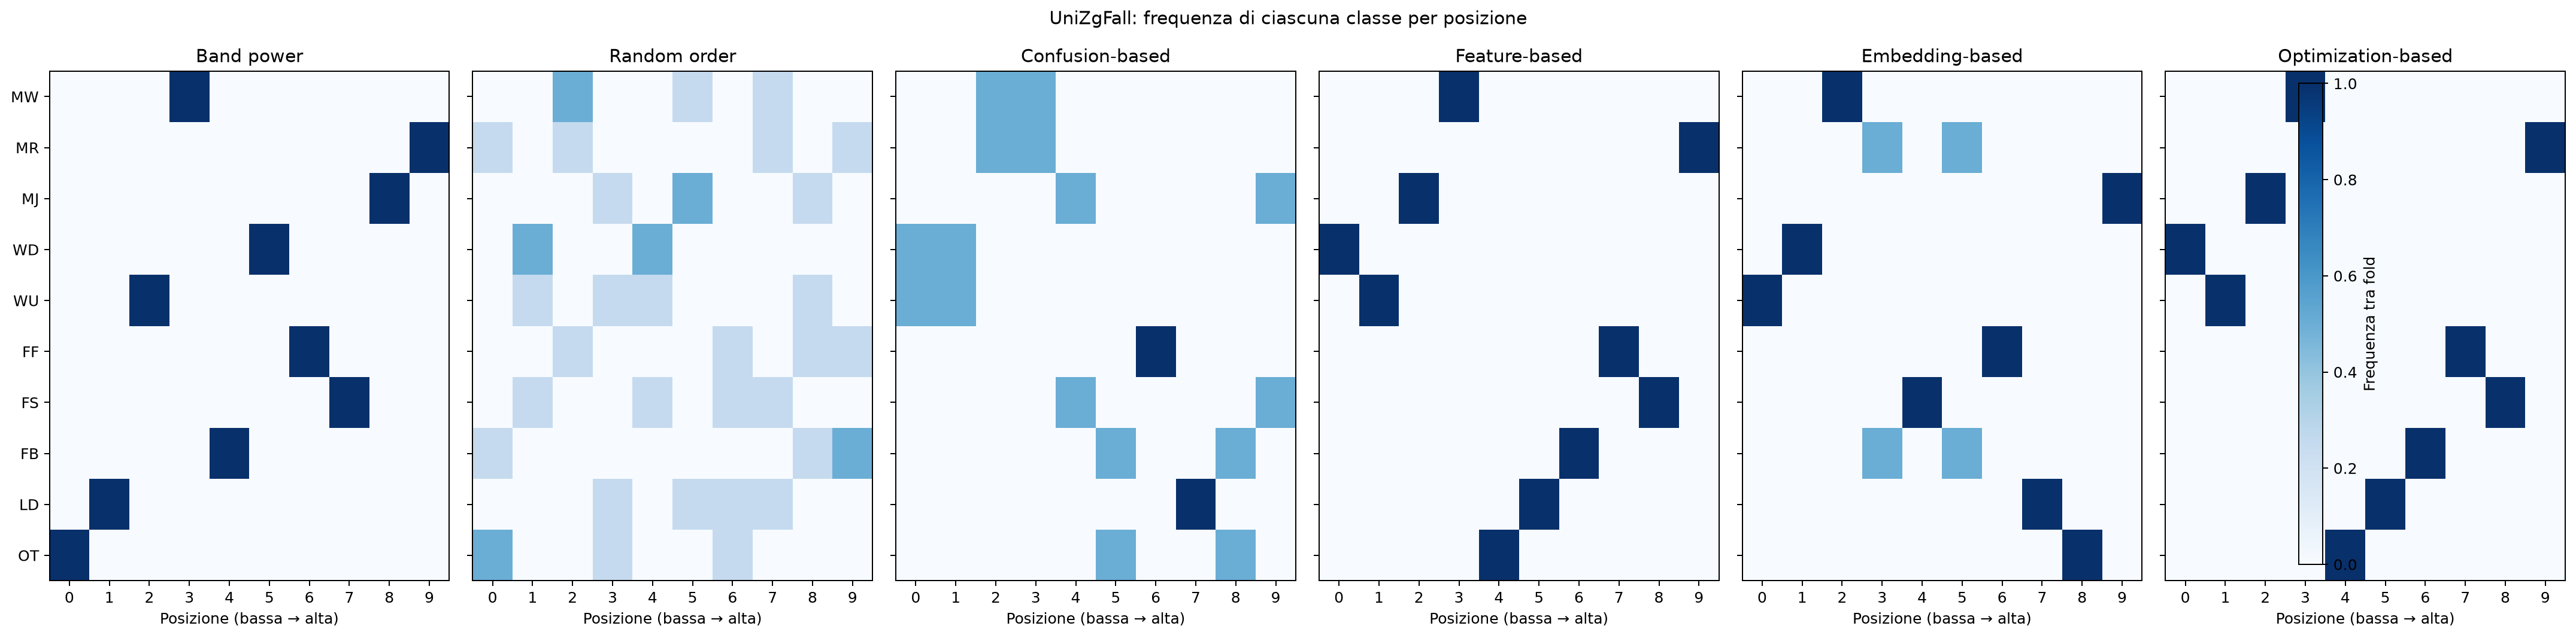 UniZgFall: frequenza di ciascuna classe per posizione
Band power
Random order
Confusion-based
Feature-based
Embedding-based
Optimization-based
MW
MR
MJ
WD
WU
FF
FS
FB
LD
OT
0 1 2 3 4 5 6 7 8 9
Posizione (bassa → alta)
0 1 2 3 4 5 6 7 8 9
Posizione (bassa → alta)
0 1 2 3 4 5 6 7 8 9
Posizione (bassa → alta)
0 1 2 3 4 5 6 7 8 9
Posizione (bassa → alta)
0 1 2 3 4 5 6 7 8 9
Posizione (bassa → alta)
0 1 2 3 4 5 6 7 8 9
Posizione (bassa → alta)
1.0
0.8
0.6
0.4
0.2
0.0
Frequenza tra fold